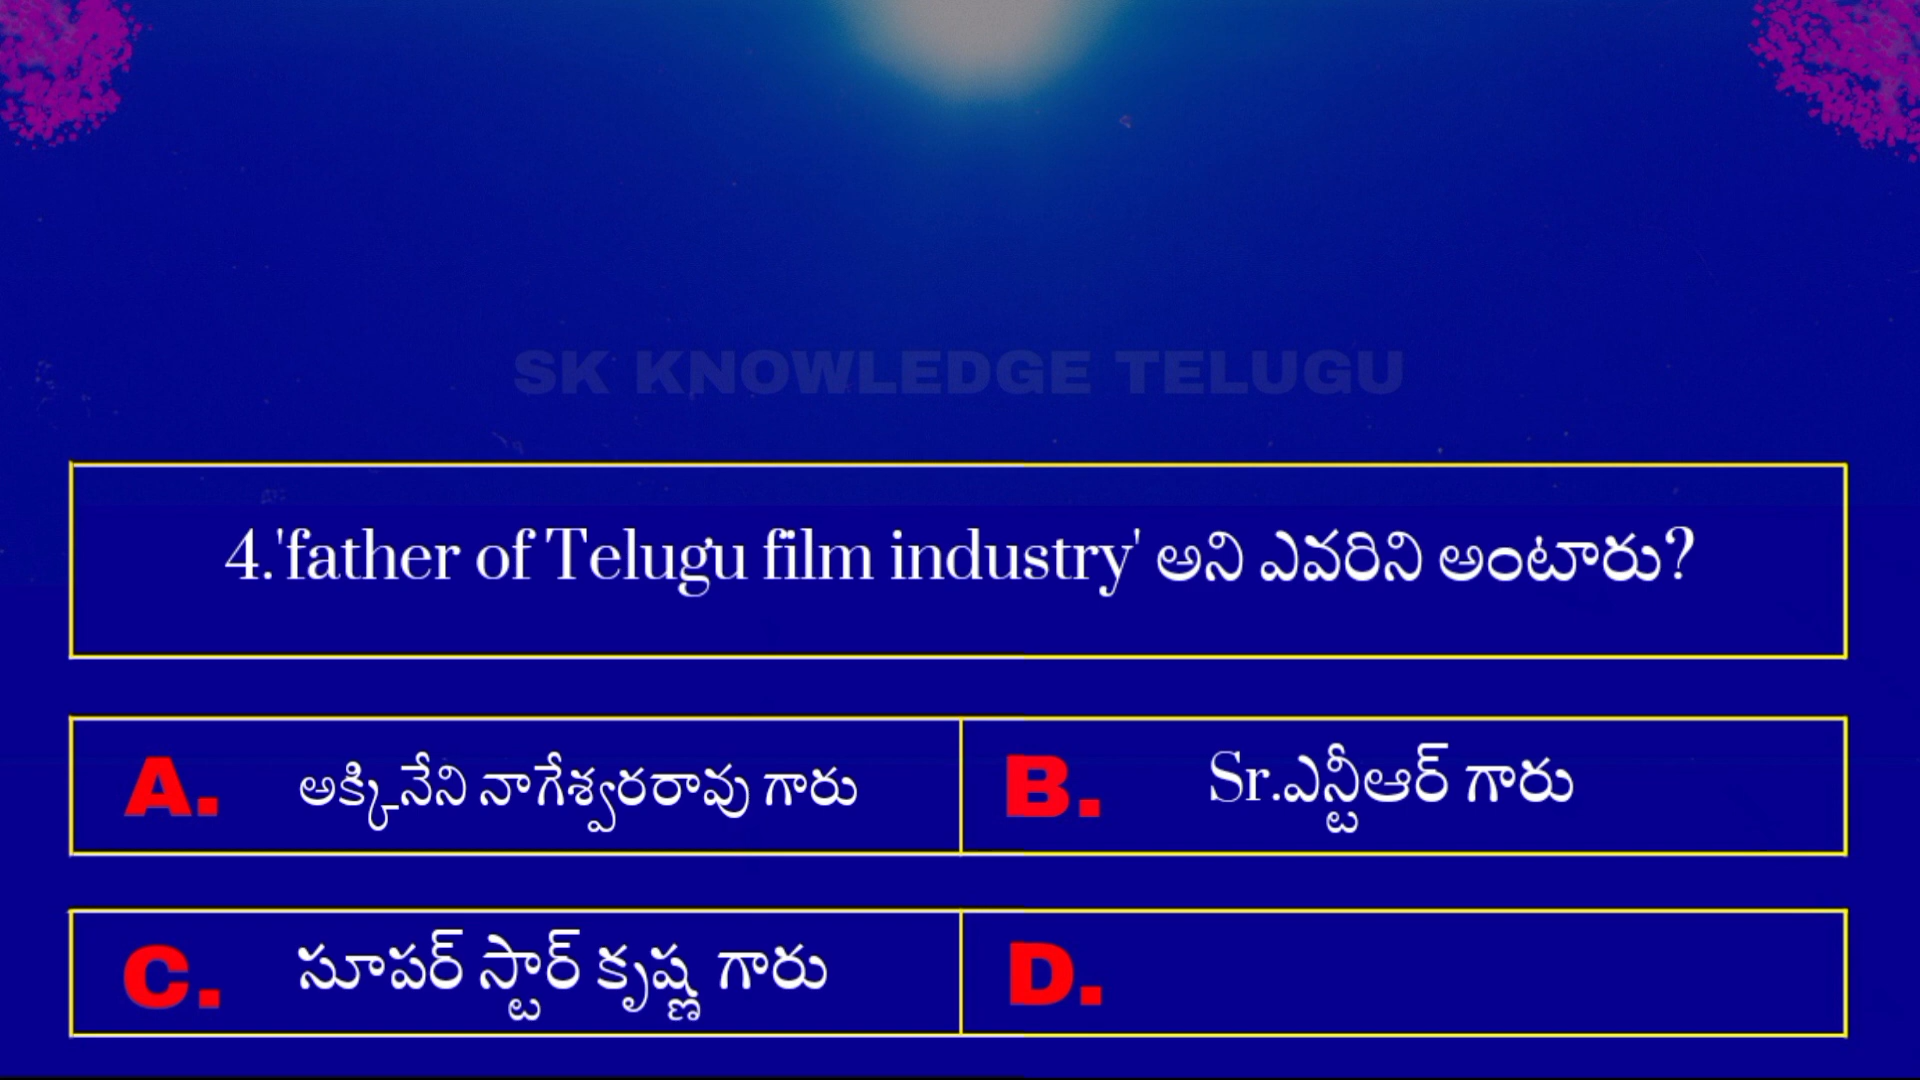 SK KNOWLEDGE TELUGU
4.'father of Telugu film industry' అని ఎవరిని అంటారు?
A. అక్కినేని నాగేశ్వరరావు గారు
B. Sr.ఎన్టీఆర్ గారు
C. సూపర్ స్టార్ కృష్ణ గారు
D.